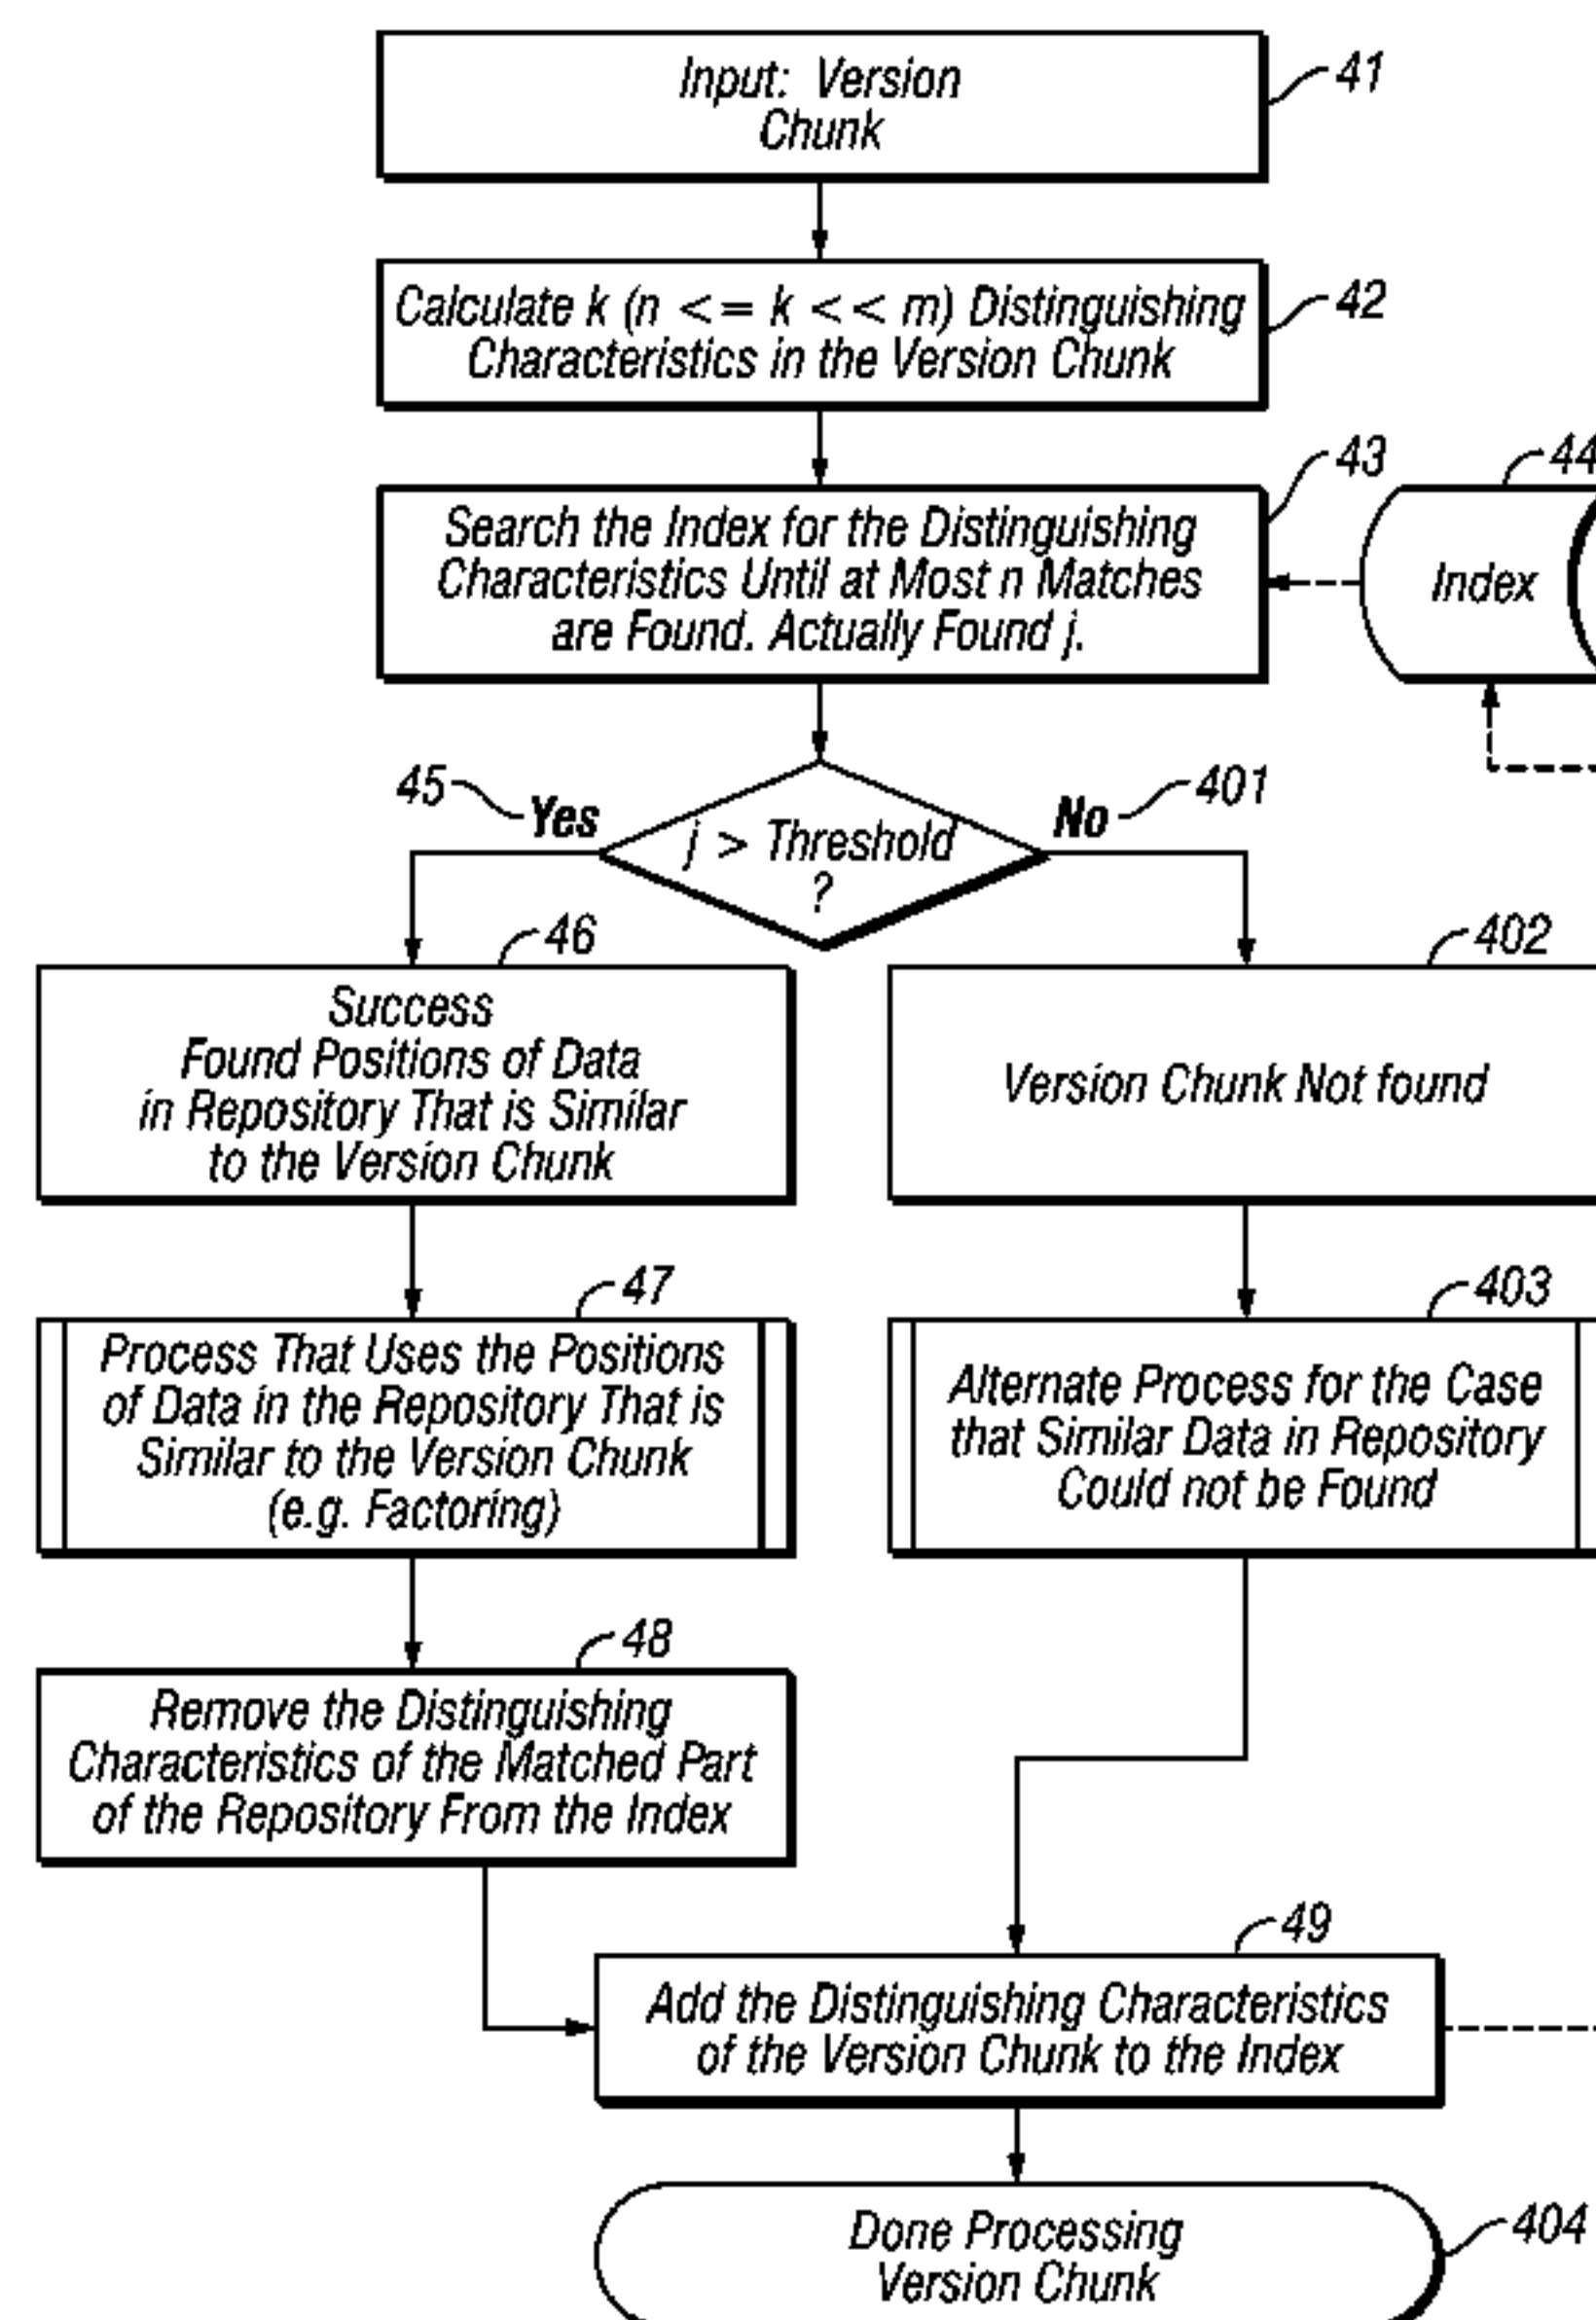 Input: Version
Chunk
41
Calculate k (n <= k << m) Distinguishing
Characteristics in the Version Chunk
42
Search the Index for the Distinguishing
Characteristics Until at Most n Matches
are Found. Actually Found j.
43
44
Index
45
Yes
j > Threshold
?
No
401
46
Success
Found Positions of Data
in Repository That is Similar
to the Version Chunk
402
Version Chunk Not found
47
Process That Uses the Positions
of Data in the Repository That is
Similar to the Version Chunk
(e.g. Factoring)
403
Alternate Process for the Case
that Similar Data in Repository
Could not be Found
48
Remove the Distinguishing
Characteristics of the Matched Part
of the Repository From the Index
49
Add the Distinguishing Characteristics
of the Version Chunk to the Index
Done Processing
Version Chunk
404